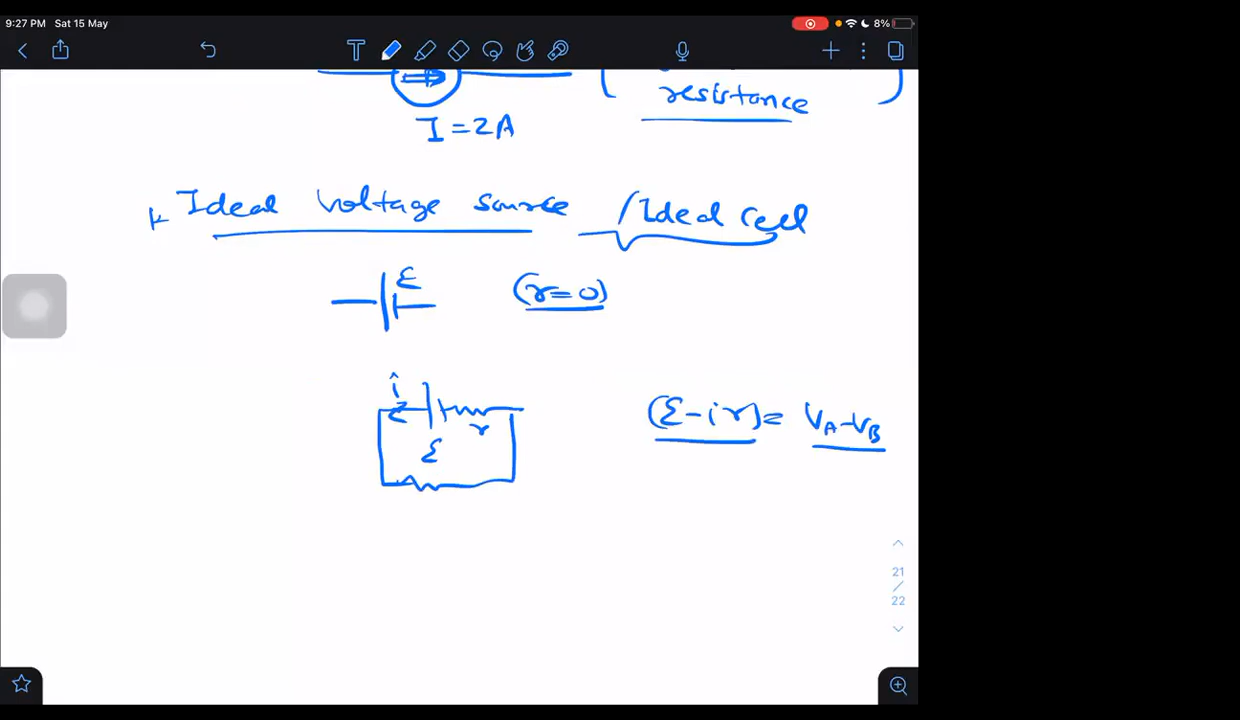 9:27 PM Sat 15 May
8%
T
resistance
I = 2A
Ideal voltage source / Ideal cell
ε
(r = 0)
i
r
(ε - ir) = VA - VB
ε
21
/
22